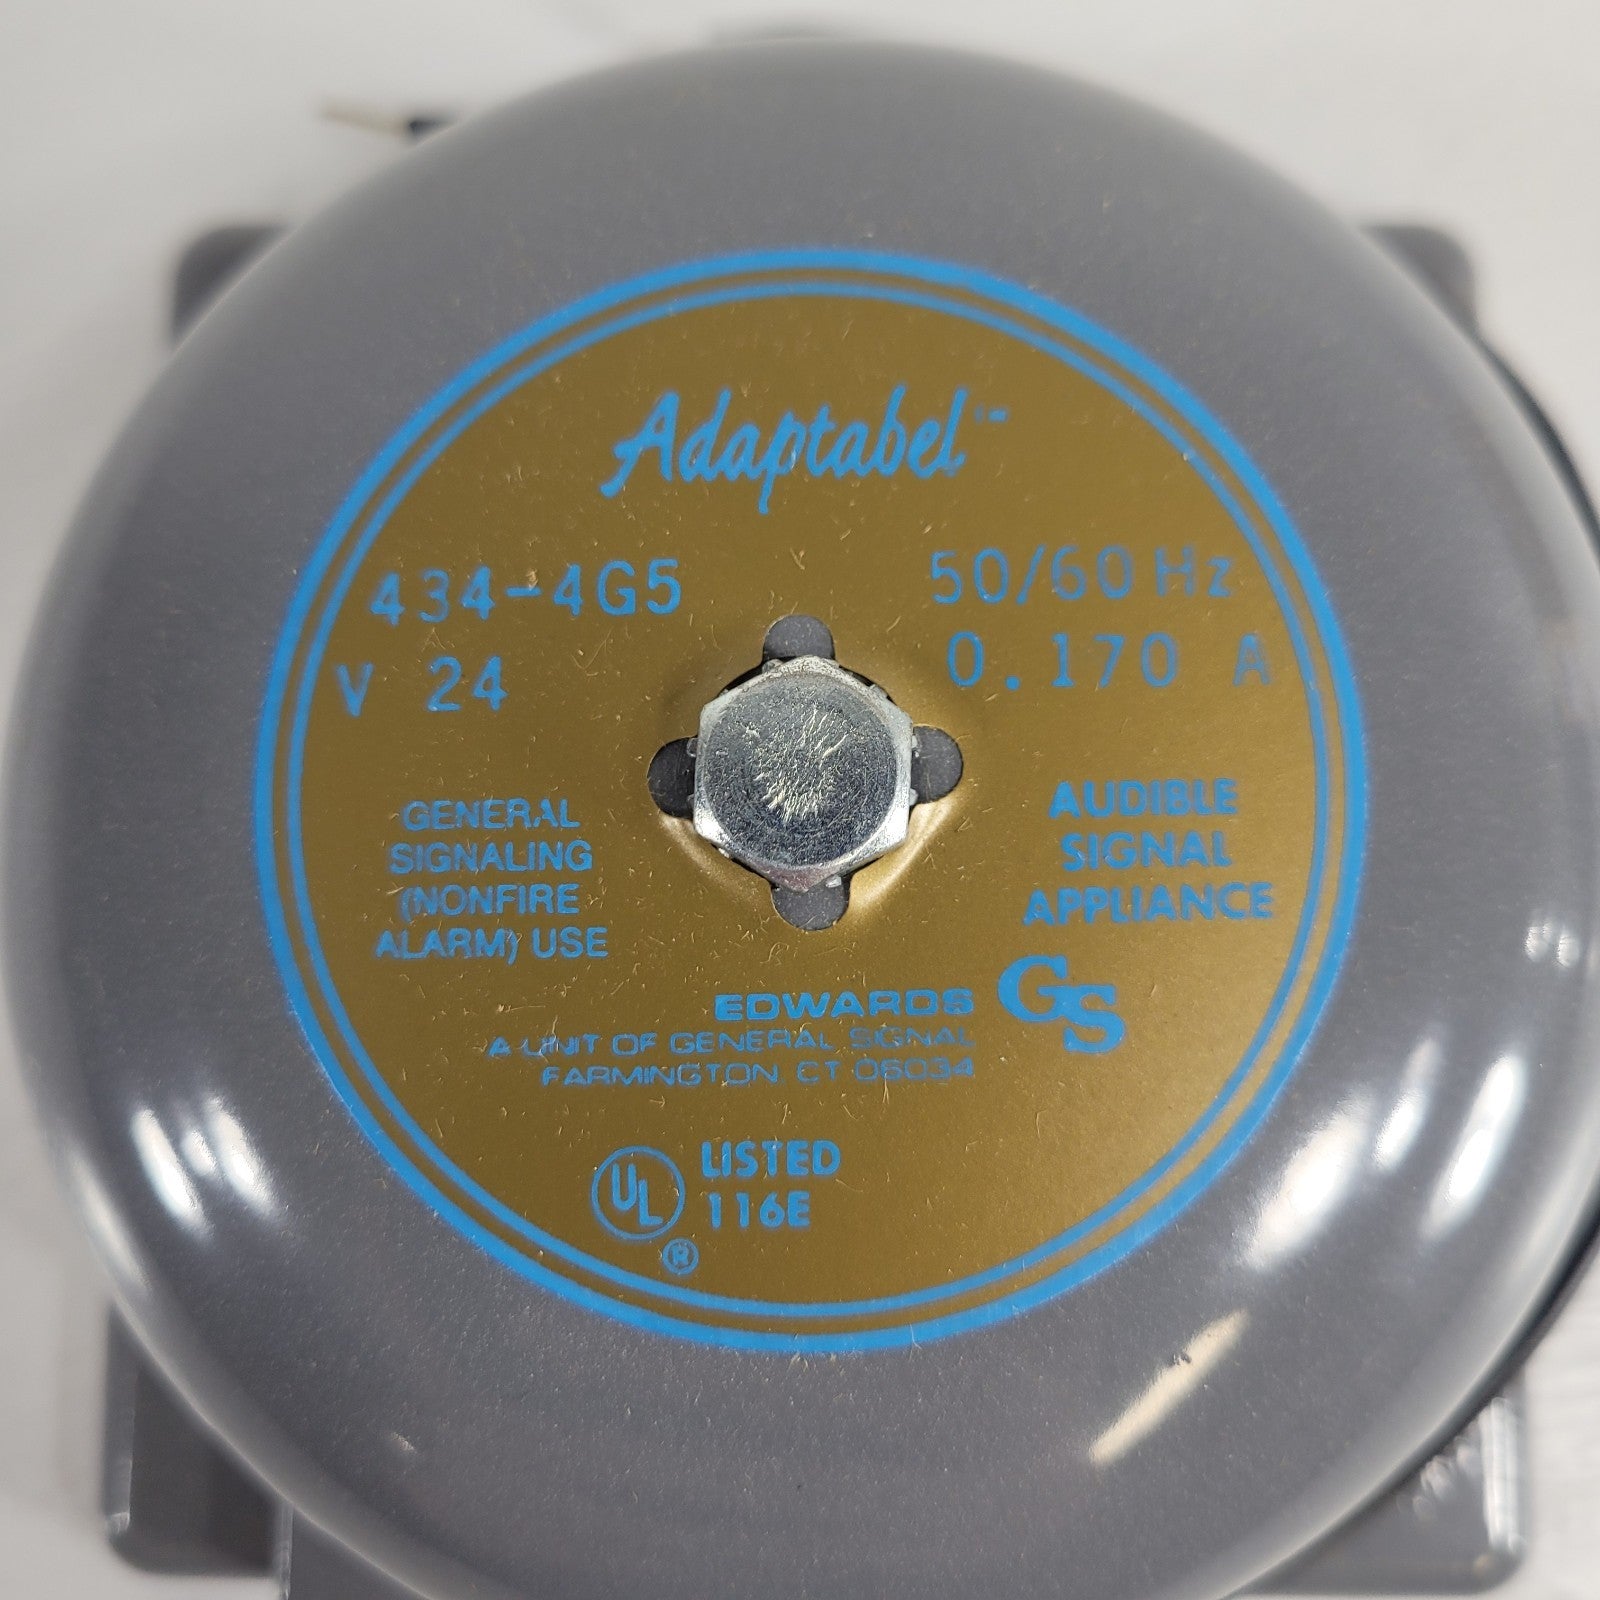 Adaptabel™
434-4G5
V 24
50/60 Hz
0.170 A
GENERAL
SIGNALING
(NONFIRE
ALARM) USE
AUDIBLE
SIGNAL
APPLIANCE
EDWARDS
A UNIT OF GENERAL SIGNAL
FARMINGTON, CT 06034
GS
UL
®
LISTED
116E